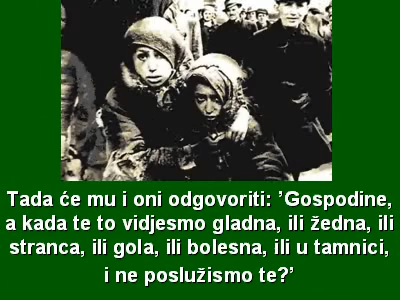 Tada će mu i oni odgovoriti: ’Gospodine,
a kada te to vidjesmo gladna, ili žedna, ili
stranca, ili gola, ili bolesna, ili u tamnici,
i ne poslužismo te?’